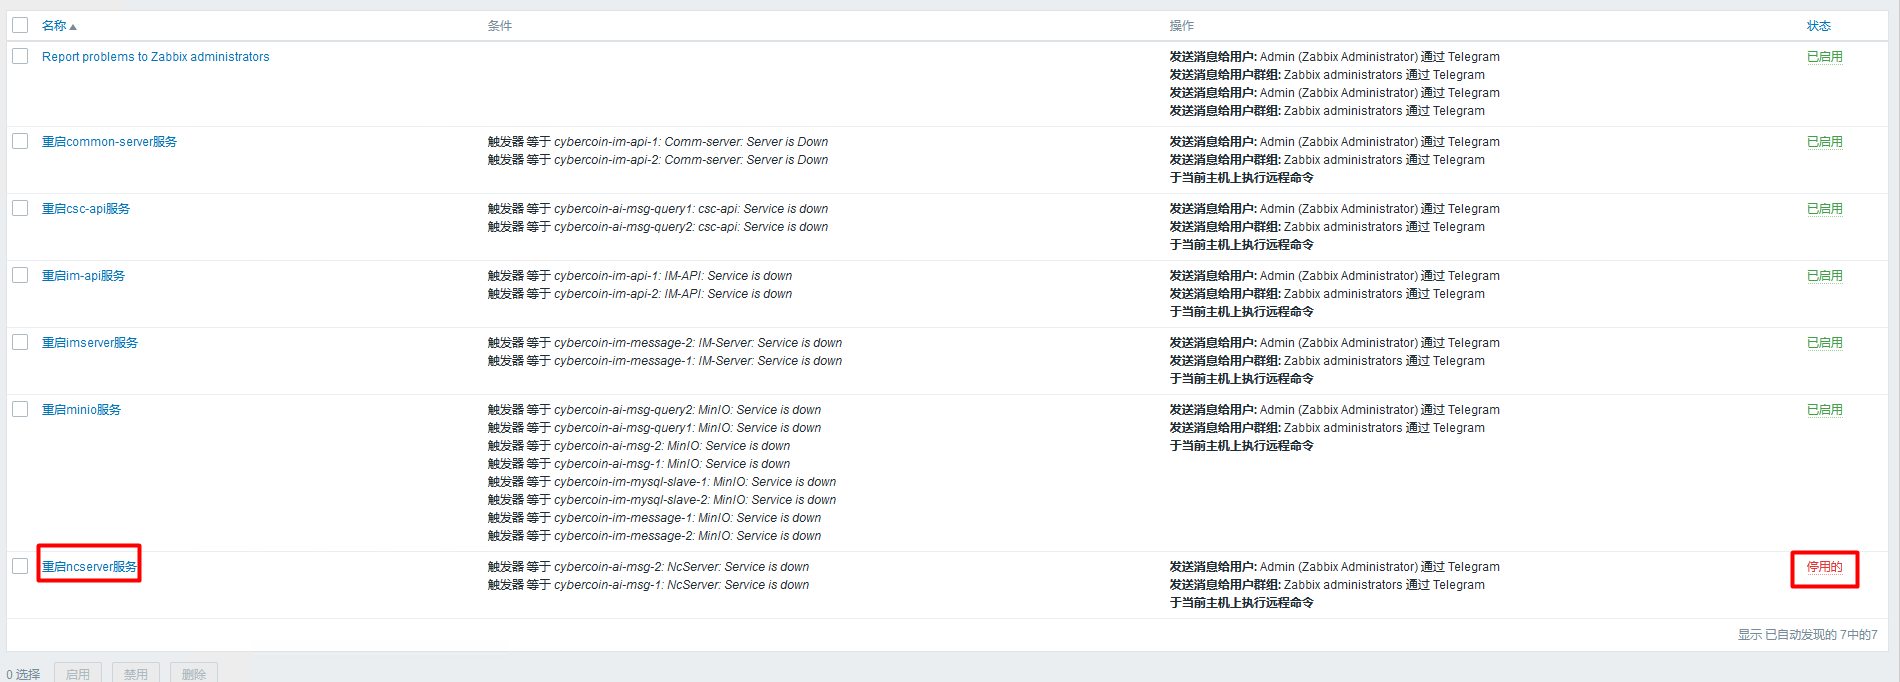 名称 条件 操作 状态
Report problems to Zabbix administrators 发送消息给用户: Admin (Zabbix Administrator) 通过 Telegram 已启用
发送消息给用户群组: Zabbix administrators 通过 Telegram
发送消息给用户: Admin (Zabbix Administrator) 通过 Telegram
发送消息给用户群组: Zabbix administrators 通过 Telegram
重启common-server服务 触发器 等于 cybercoin-im-api-1: Comm-server: Server is Down 发送消息给用户: Admin (Zabbix Administrator) 通过 Telegram 已启用
触发器 等于 cybercoin-im-api-2: Comm-server: Server is Down 发送消息给用户群组: Zabbix administrators 通过 Telegram
于当前主机上执行远程命令
重启csc-api服务 触发器 等于 cybercoin-ai-msg-query1: csc-api: Service is down 发送消息给用户: Admin (Zabbix Administrator) 通过 Telegram 已启用
触发器 等于 cybercoin-ai-msg-query2: csc-api: Service is down 发送消息给用户群组: Zabbix administrators 通过 Telegram
于当前主机上执行远程命令
重启im-api服务 触发器 等于 cybercoin-im-api-1: IM-API: Service is down 发送消息给用户: Admin (Zabbix Administrator) 通过 Telegram 已启用
触发器 等于 cybercoin-im-api-2: IM-API: Service is down 发送消息给用户群组: Zabbix administrators 通过 Telegram
于当前主机上执行远程命令
重启imserver服务 触发器 等于 cybercoin-im-message-2: IM-Server: Service is down 发送消息给用户: Admin (Zabbix Administrator) 通过 Telegram 已启用
触发器 等于 cybercoin-im-message-1: IM-Server: Service is down 发送消息给用户群组: Zabbix administrators 通过 Telegram
于当前主机上执行远程命令
重启minio服务 触发器 等于 cybercoin-ai-msg-query2: MinIO: Service is down 发送消息给用户: Admin (Zabbix Administrator) 通过 Telegram 已启用
触发器 等于 cybercoin-ai-msg-query1: MinIO: Service is down 发送消息给用户群组: Zabbix administrators 通过 Telegram
触发器 等于 cybercoin-ai-msg-2: MinIO: Service is down 于当前主机上执行远程命令
触发器 等于 cybercoin-ai-msg-1: MinIO: Service is down
触发器 等于 cybercoin-im-mysql-slave-1: MinIO: Service is down
触发器 等于 cybercoin-im-mysql-slave-2: MinIO: Service is down
触发器 等于 cybercoin-im-message-1: MinIO: Service is down
触发器 等于 cybercoin-im-message-2: MinIO: Service is down
重启ncserver服务 触发器 等于 cybercoin-ai-msg-2: NcServer: Service is down 发送消息给用户: Admin (Zabbix Administrator) 通过 Telegram 停用的
触发器 等于 cybercoin-ai-msg-1: NcServer: Service is down 发送消息给用户群组: Zabbix administrators 通过 Telegram
于当前主机上执行远程命令
显示 已自动发现的 7中的7
0 选择 启用 禁用 删除